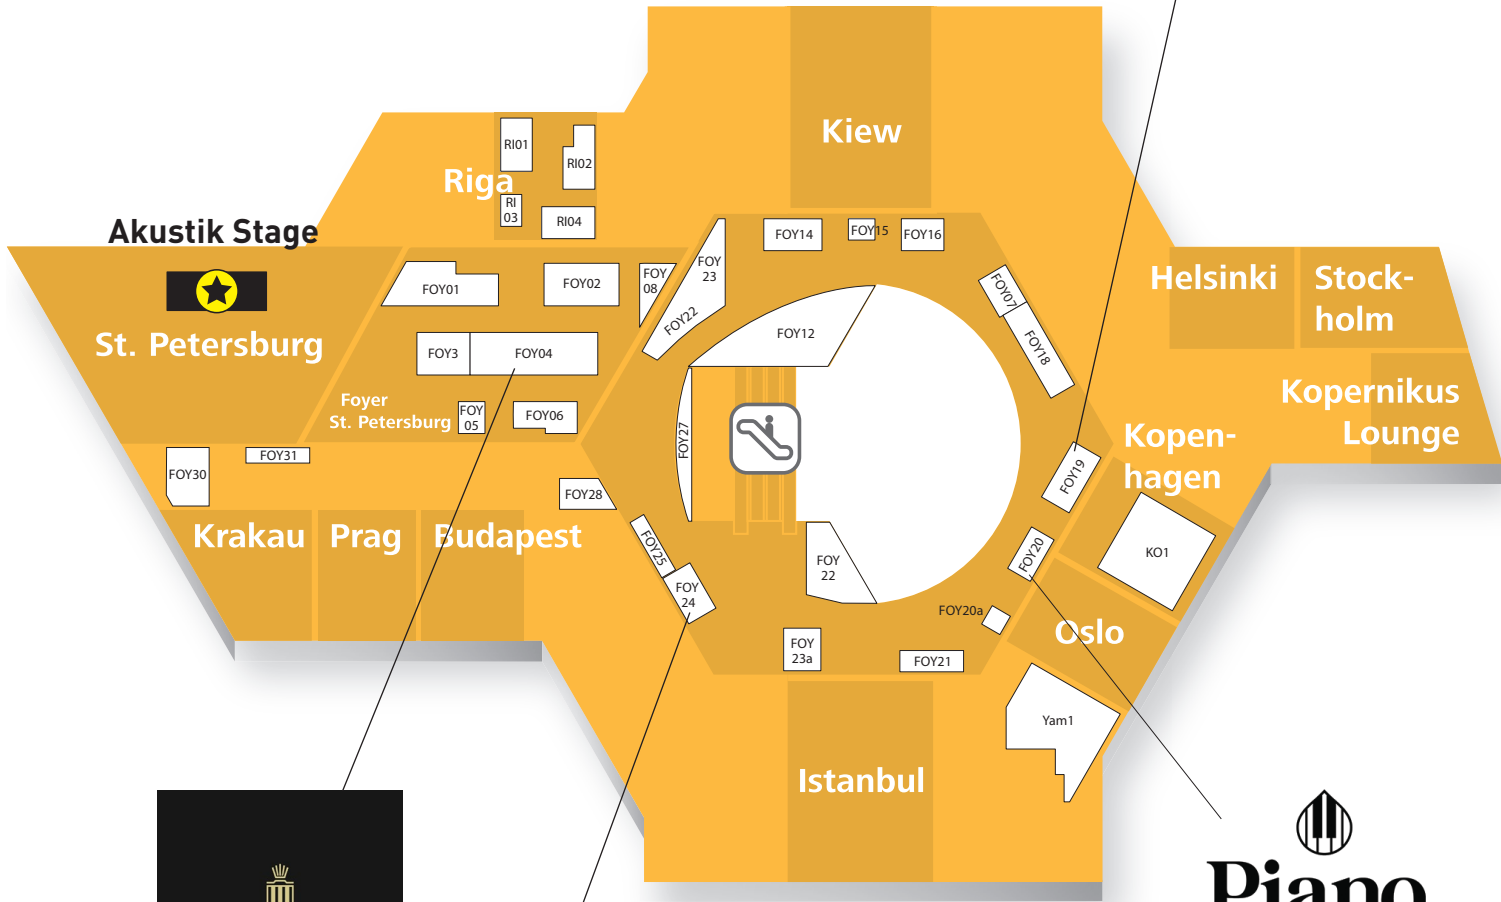 Kiew
RI01
RI02
Riga
RI
03
RI04
Akustik Stage
St. Petersburg
FOY01
FOY02
FOY
08
FOY
23
FOY22
FOY14
FOY15
FOY16
FOY07
FOY18
FOY12
Helsinki
Stock-
holm
Kopernikus
Lounge
FOY3
FOY04
Foyer
St. Petersburg
FOY
05
FOY06
FOY27
FOY30
FOY31
FOY28
FOY25
FOY
24
Krakau
Prag
Budapest
FOY
22
FOY
23a
FOY21
FOY20a
FOY20
FOY19
Kopen-
hagen
KO1
Oslo
Yam1
Istanbul
Piano